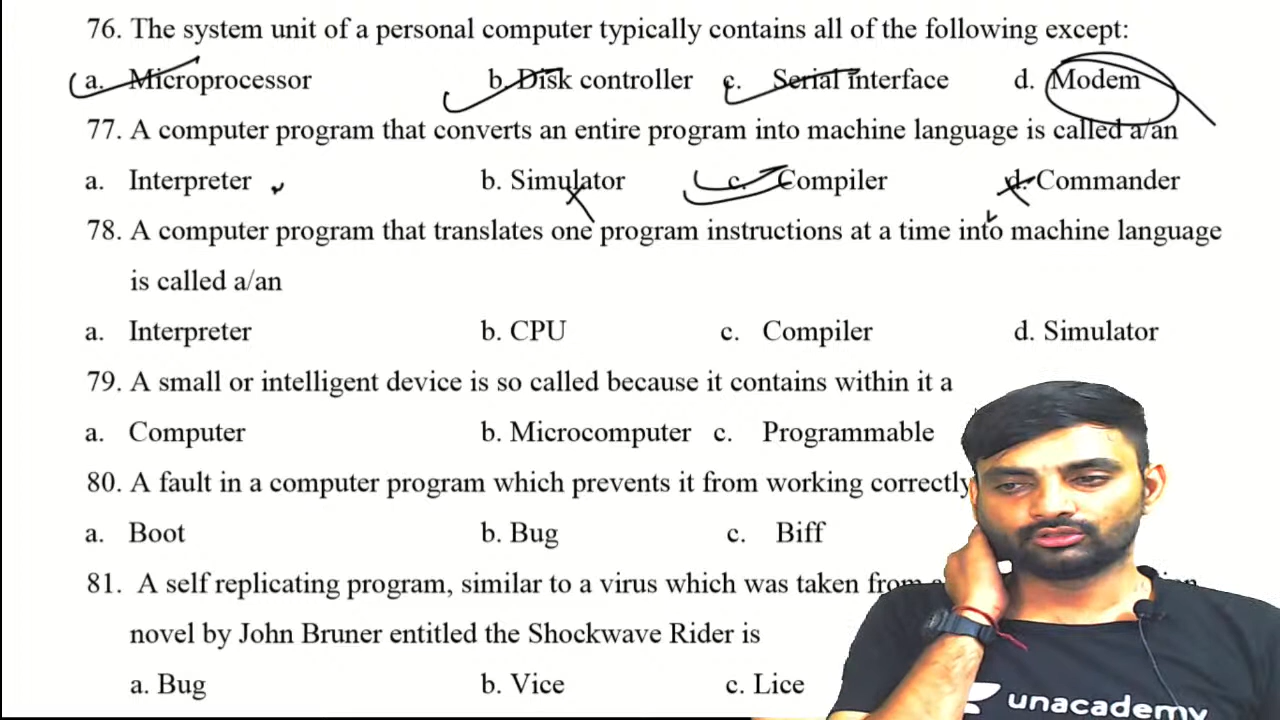 76. The system unit of a personal computer typically contains all of the following except:
a. Microprocessor b. Disk controller c. Serial interface d. Modem
77. A computer program that converts an entire program into machine language is called a/an
a. Interpreter b. Simulator c. Compiler d. Commander
78. A computer program that translates one program instructions at a time into machine language
is called a/an
a. Interpreter b. CPU c. Compiler d. Simulator
79. A small or intelligent device is so called because it contains within it a
a. Computer b. Microcomputer c. Programmable
80. A fault in a computer program which prevents it from working correctly
a. Boot b. Bug c. Biff
81. A self replicating program, similar to a virus which was taken from
novel by John Bruner entitled the Shockwave Rider is
a. Bug b. Vice c. Lice
unacademy